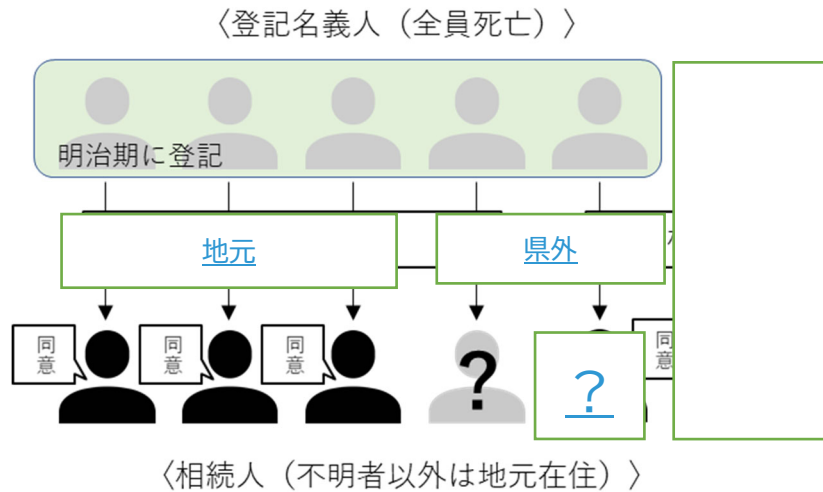 〈登記名義人（全員死亡）〉
明治期に登記
地元
県外
同意
同意
同意
?
?
同意
〈相続人（不明者以外は地元在住）〉